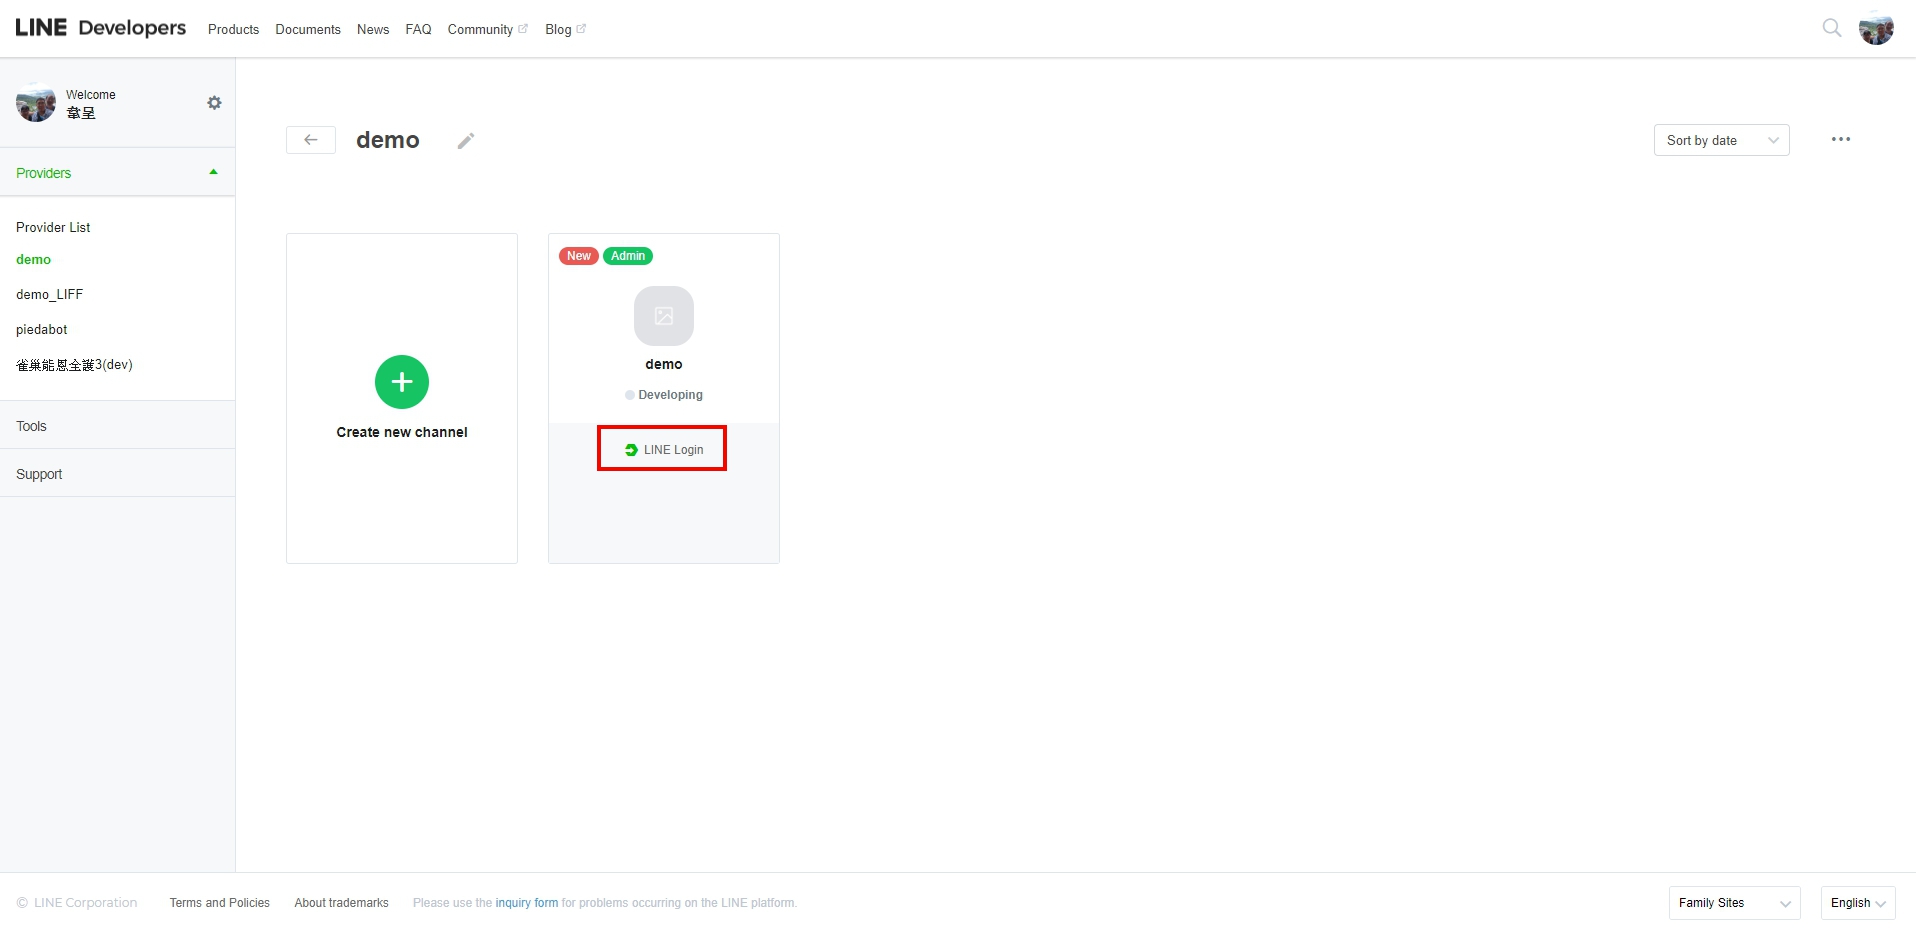 LINE Developers Products Documents News FAQ Community Blog
Welcome
韋呈
Providers
Provider List
demo
demo_LIFF
piedabot
雀巢能恩全護3(dev)
Tools
Support
demo
Sort by date
Create new channel
New Admin
demo
Developing
LINE Login
© LINE Corporation Terms and Policies About trademarks Please use the inquiry form for problems occurring on the LINE platform. Family Sites English